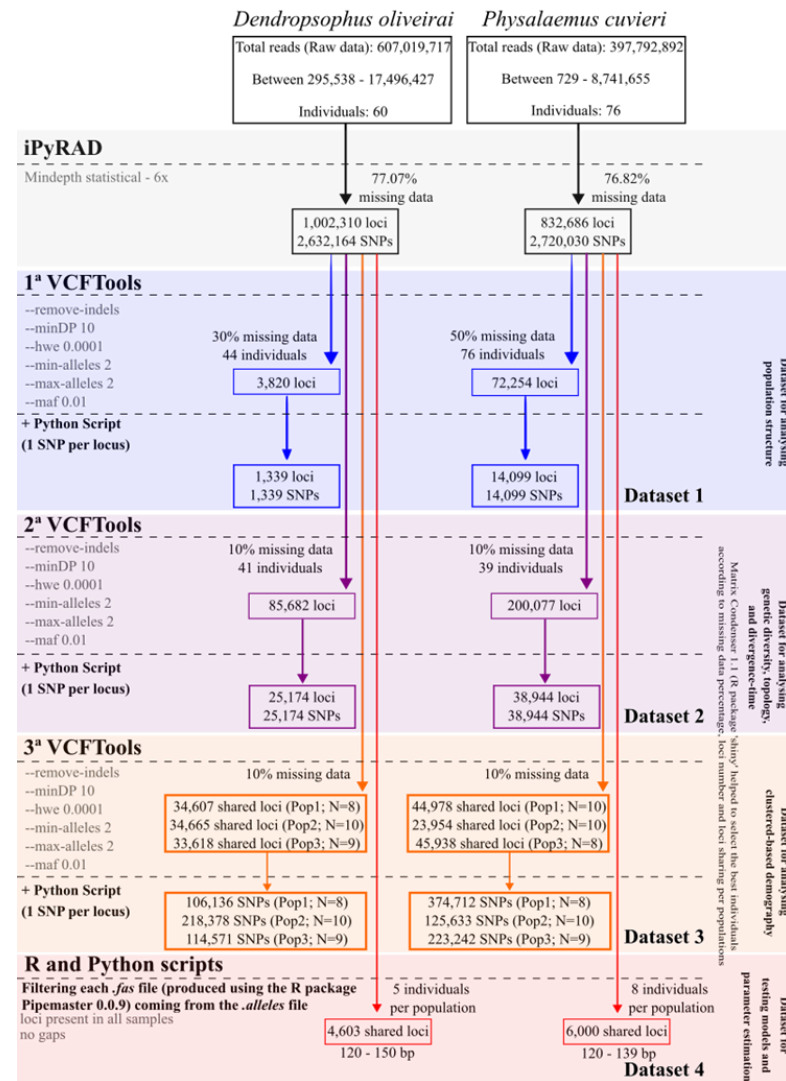 Dendropsophus oliveirai
Physalaemus cuvieri
Total reads (Raw data): 607,019,717
Between 295,538 - 17,496,427
Individuals: 60
Total reads (Raw data): 397,792,892
Between 729 - 8,741,655
Individuals: 76
iPyRAD
Mindepth statistical - 6x
77.07%
missing data
76.82%
missing data
1,002,310 loci
2,632,164 SNPs
832,686 loci
2,720,030 SNPs
1ª VCFTools
--remove-indels
--minDP 10
--hwe 0.0001
--min-alleles 2
--max-alleles 2
--maf 0.01
30% missing data
44 individuals
50% missing data
76 individuals
3,820 loci
72,254 loci
+ Python Script
(1 SNP per locus)
1,339 loci
1,339 SNPs
14,099 loci
14,099 SNPs
Dataset 1
Dataset for analysing
population structure
2ª VCFTools
--remove-indels
--minDP 10
--hwe 0.0001
--min-alleles 2
--max-alleles 2
--maf 0.01
10% missing data
41 individuals
10% missing data
39 individuals
85,682 loci
200,077 loci
+ Python Script
(1 SNP per locus)
25,174 loci
25,174 SNPs
38,944 loci
38,944 SNPs
Dataset 2
Dataset for analysing
genetic diversity, topology,
and divergence-time
Matrix Condenser 1.1 (R package 'shiny' helped to select the best individuals
according to missing data percentage, loci number and loci sharing per populations
3ª VCFTools
--remove-indels
--minDP 10
--hwe 0.0001
--min-alleles 2
--max-alleles 2
--maf 0.01
10% missing data
10% missing data
34,607 shared loci (Pop1; N=8)
34,665 shared loci (Pop2; N=10)
33,618 shared loci (Pop3; N=9)
44,978 shared loci (Pop1; N=10)
23,954 shared loci (Pop2; N=10)
45,938 shared loci (Pop3; N=8)
+ Python Script
(1 SNP per locus)
106,136 SNPs (Pop1; N=8)
218,378 SNPs (Pop2; N=10)
114,571 SNPs (Pop3; N=9)
374,712 SNPs (Pop1; N=8)
125,633 SNPs (Pop2; N=10)
223,242 SNPs (Pop3; N=9)
Dataset 3
Dataset for analysing
clustered-based demography
R and Python scripts
Filtering each .fas file (produced using the R package
Pipemaster 0.0.9) coming from the .alleles file
loci present in all samples
no gaps
5 individuals
per population
8 individuals
per population
4,603 shared loci
120 - 150 bp
6,000 shared loci
120 - 139 bp
Dataset 4
Dataset for
testing models and
parameter estimation